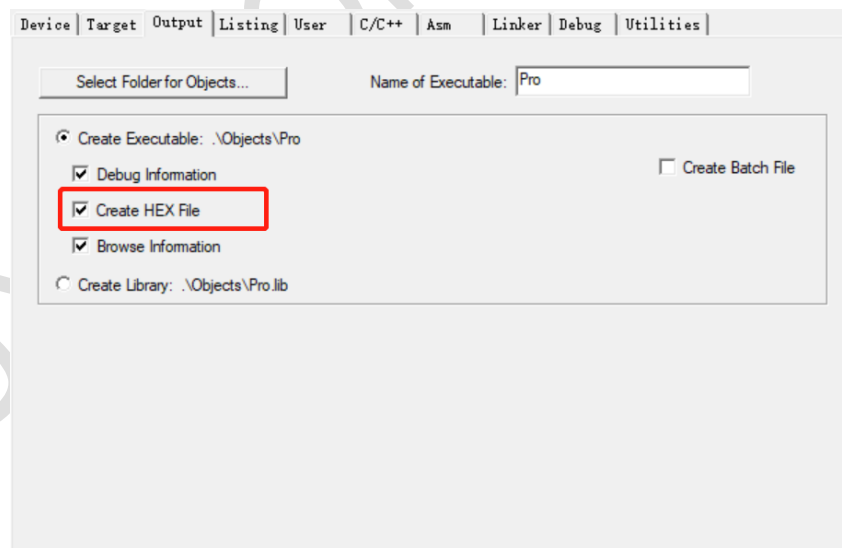 Device Target Output Listing User C/C++ Asm Linker Debug Utilities
Select Folder for Objects... Name of Executable: Pro
Create Executable: .\Objects\Pro
Debug Information Create Batch File
Create HEX File
Browse Information
Create Library: .\Objects\Pro.lib